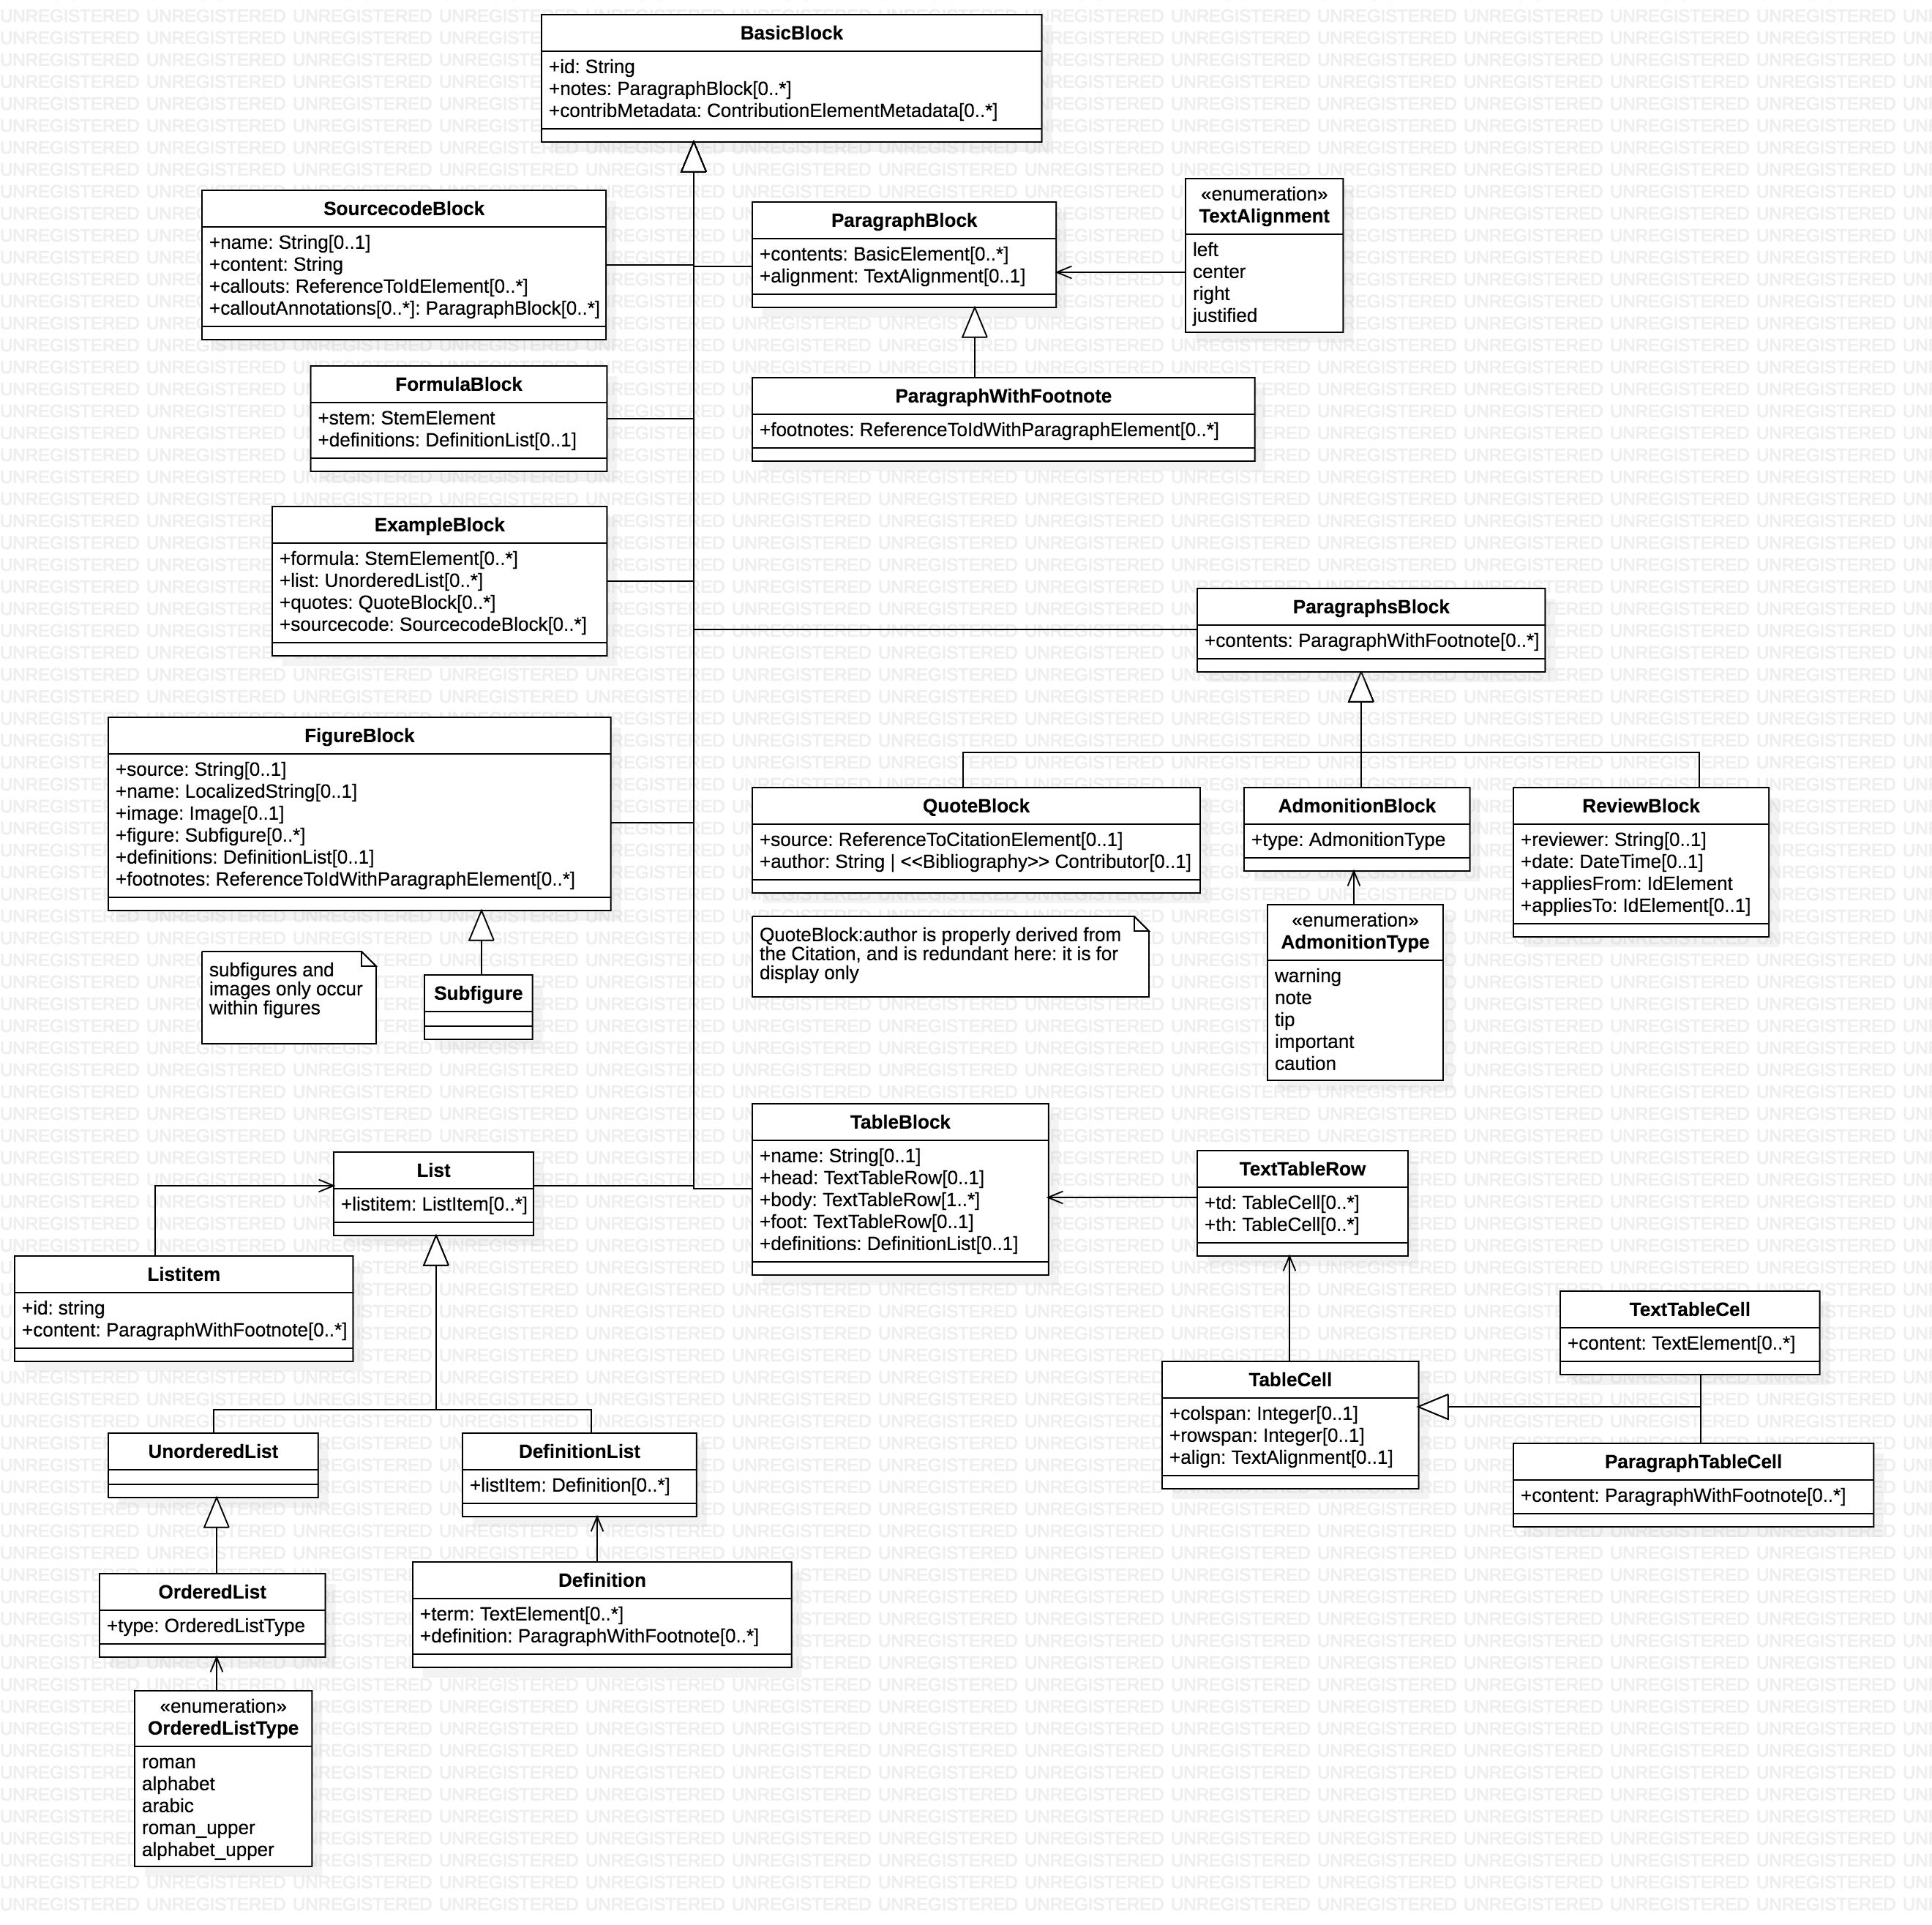 BasicBlock
+id: String
+notes: ParagraphBlock[0..*]
+contribMetadata: ContributionElementMetadata[0..*]
SourcecodeBlock
+name: String[0..1]
+content: String
+callouts: ReferenceToIdElement[0..*]
+calloutAnnotations[0..*]: ParagraphBlock[0..*]
ParagraphBlock
+contents: BasicElement[0..*]
+alignment: TextAlignment[0..1]
«enumeration»
TextAlignment
left
center
right
justified
FormulaBlock
+stem: StemElement
+definitions: DefinitionList[0..1]
ParagraphWithFootnote
+footnotes: ReferenceToIdWithParagraphElement[0..*]
ExampleBlock
+formula: StemElement[0..*]
+list: UnorderedList[0..*]
+quotes: QuoteBlock[0..*]
+sourcecode: SourcecodeBlock[0..*]
ParagraphsBlock
+contents: ParagraphWithFootnote[0..*]
FigureBlock
+source: String[0..1]
+name: LocalizedString[0..1]
+image: Image[0..1]
+figure: Subfigure[0..*]
+definitions: DefinitionList[0..1]
+footnotes: ReferenceToIdWithParagraphElement[0..*]
QuoteBlock
+source: ReferenceToCitationElement[0..1]
+author: String | <<Bibliography>> Contributor[0..1]
AdmonitionBlock
+type: AdmonitionType
ReviewBlock
+reviewer: String[0..1]
+date: DateTime[0..1]
+appliesFrom: IdElement
+appliesTo: IdElement[0..1]
subfigures and
images only occur
within figures
Subfigure
QuoteBlock:author is properly derived from
the Citation, and is redundant here: it is for
display only
«enumeration»
AdmonitionType
warning
note
tip
important
caution
List
+listitem: ListItem[0..*]
TableBlock
+name: String[0..1]
+head: TextTableRow[0..1]
+body: TextTableRow[1..*]
+foot: TextTableRow[0..1]
+definitions: DefinitionList[0..1]
TextTableRow
+td: TableCell[0..*]
+th: TableCell[0..*]
Listitem
+id: string
+content: ParagraphWithFootnote[0..*]
TextTableCell
+content: TextElement[0..*]
TableCell
+colspan: Integer[0..1]
+rowspan: Integer[0..1]
+align: TextAlignment[0..1]
ParagraphTableCell
+content: ParagraphWithFootnote[0..*]
UnorderedList
DefinitionList
+listItem: Definition[0..*]
OrderedList
+type: OrderedListType
Definition
+term: TextElement[0..*]
+definition: ParagraphWithFootnote[0..*]
«enumeration»
OrderedListType
roman
alphabet
arabic
roman_upper
alphabet_upper
UNREGISTERED